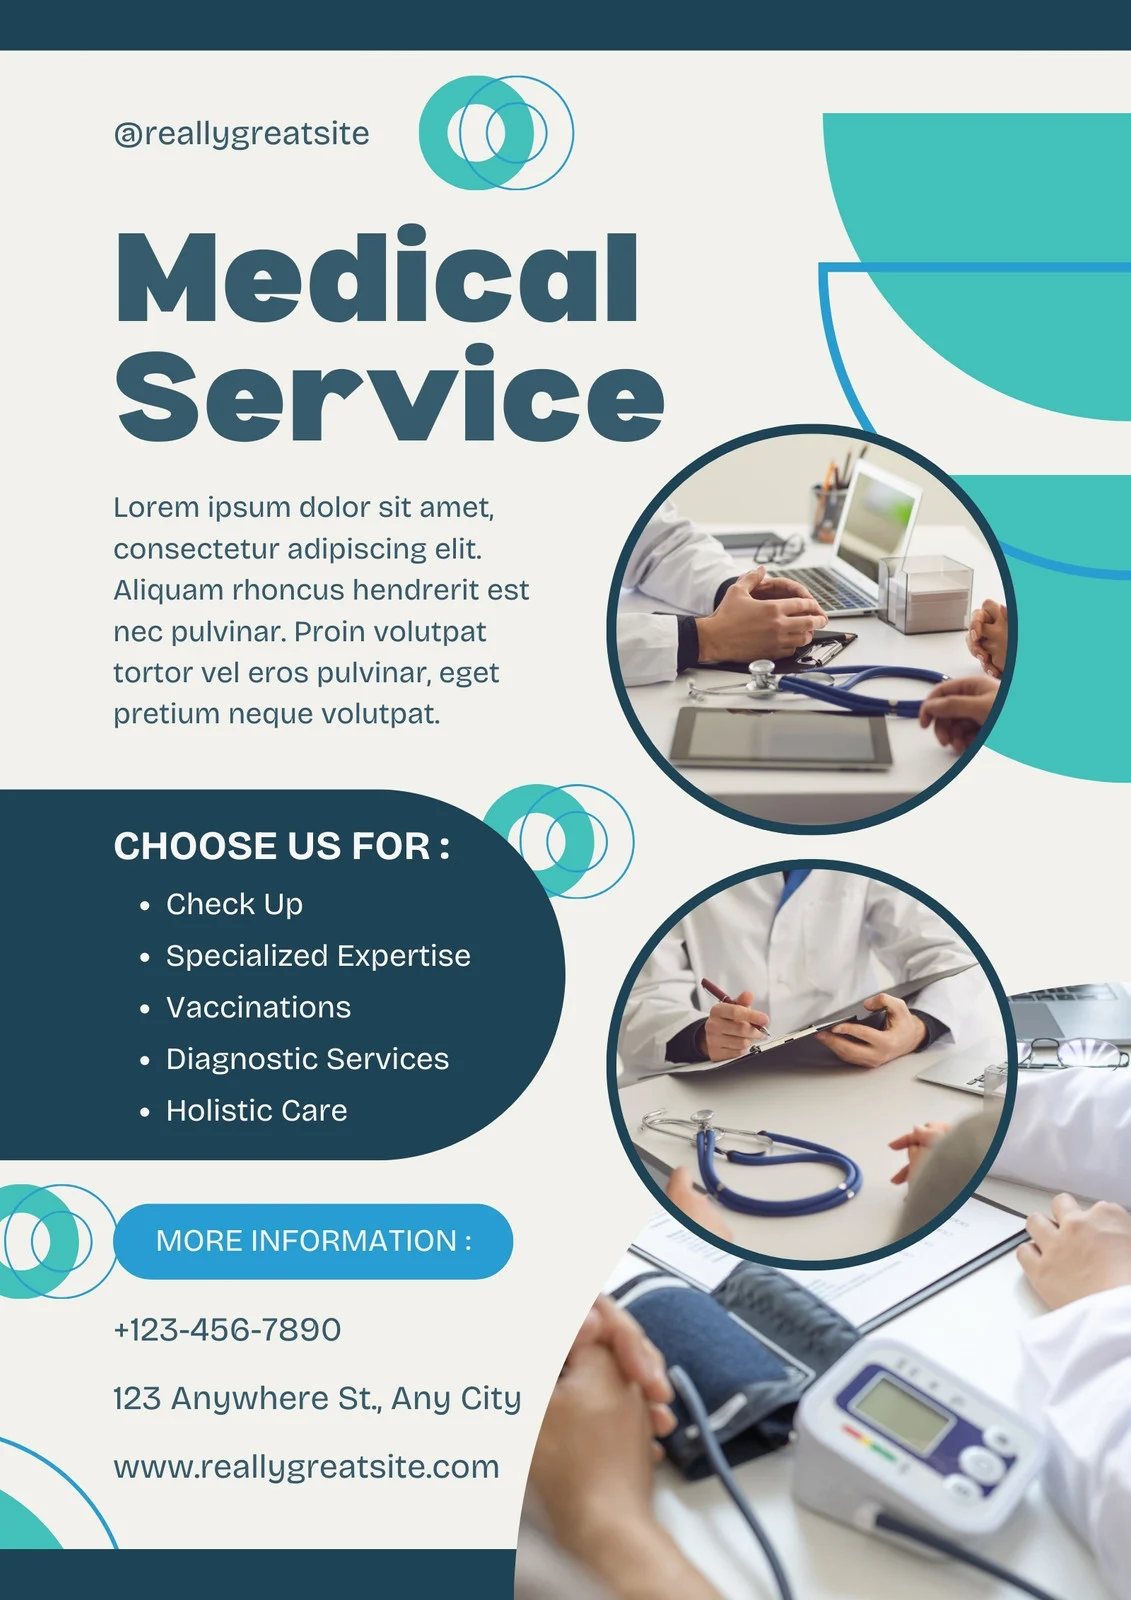 @reallygreatsite
Medical
Service
Lorem ipsum dolor sit amet,
consectetur adipiscing elit.
Aliquam rhoncus hendrerit est
nec pulvinar. Proin volutpat
tortor vel eros pulvinar, eget
pretium neque volutpat.
CHOOSE US FOR :
• Check Up
• Specialized Expertise
• Vaccinations
• Diagnostic Services
• Holistic Care
MORE INFORMATION :
+123-456-7890
123 Anywhere St., Any City
www.reallygreatsite.com